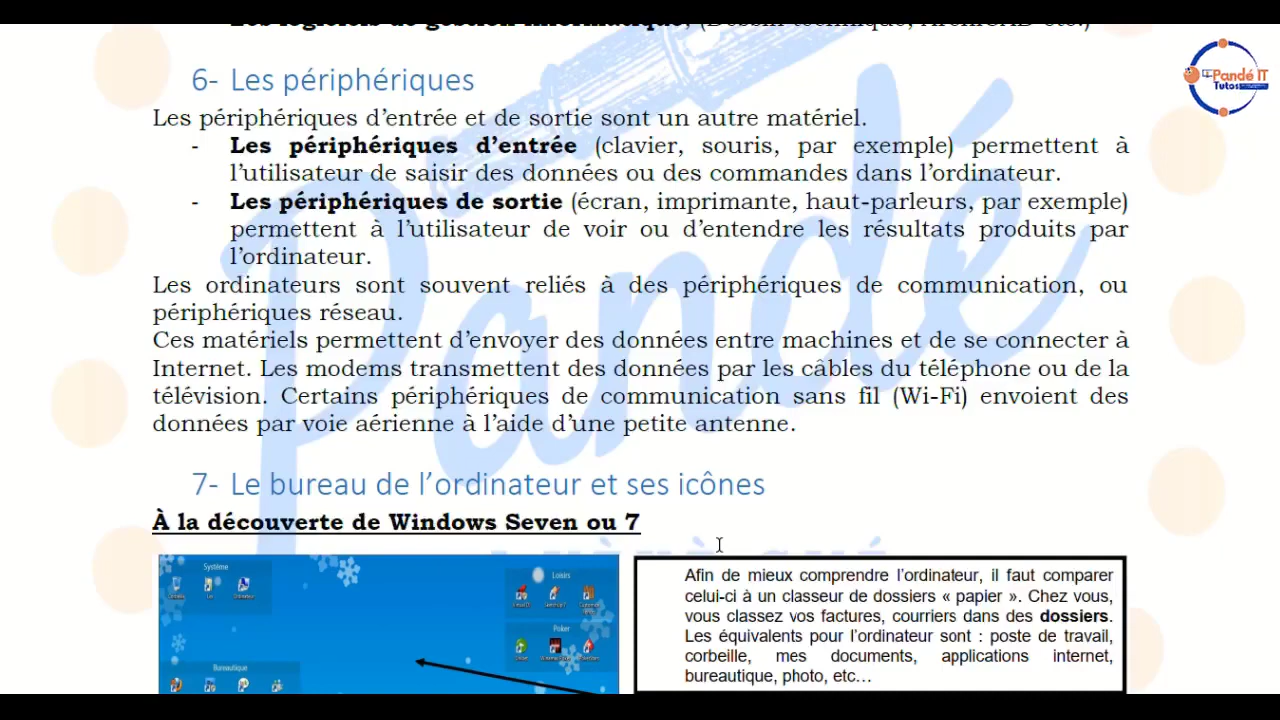 6- Les périphériques
Les périphériques d’entrée et de sortie sont un autre matériel.
- Les périphériques d’entrée (clavier, souris, par exemple) permettent à
l’utilisateur de saisir des données ou des commandes dans l’ordinateur.
- Les périphériques de sortie (écran, imprimante, haut-parleurs, par exemple)
permettent à l’utilisateur de voir ou d’entendre les résultats produits par
l’ordinateur.
Les ordinateurs sont souvent reliés à des périphériques de communication, ou
périphériques réseau.
Ces matériels permettent d’envoyer des données entre machines et de se connecter à
Internet. Les modems transmettent des données par les câbles du téléphone ou de la
télévision. Certains périphériques de communication sans fil (Wi-Fi) envoient des
données par voie aérienne à l’aide d’une petite antenne.
7- Le bureau de l’ordinateur et ses icônes
À la découverte de Windows Seven ou 7
Système
Loisirs
Poker
Bureautique
Afin de mieux comprendre l’ordinateur, il faut comparer
celui-ci à un classeur de dossiers « papier ». Chez vous,
vous classez vos factures, courriers dans des dossiers.
Les équivalents pour l’ordinateur sont : poste de travail,
corbeille, mes documents, applications internet,
bureautique, photo, etc…
Pandé IT
Tutos
Pandé